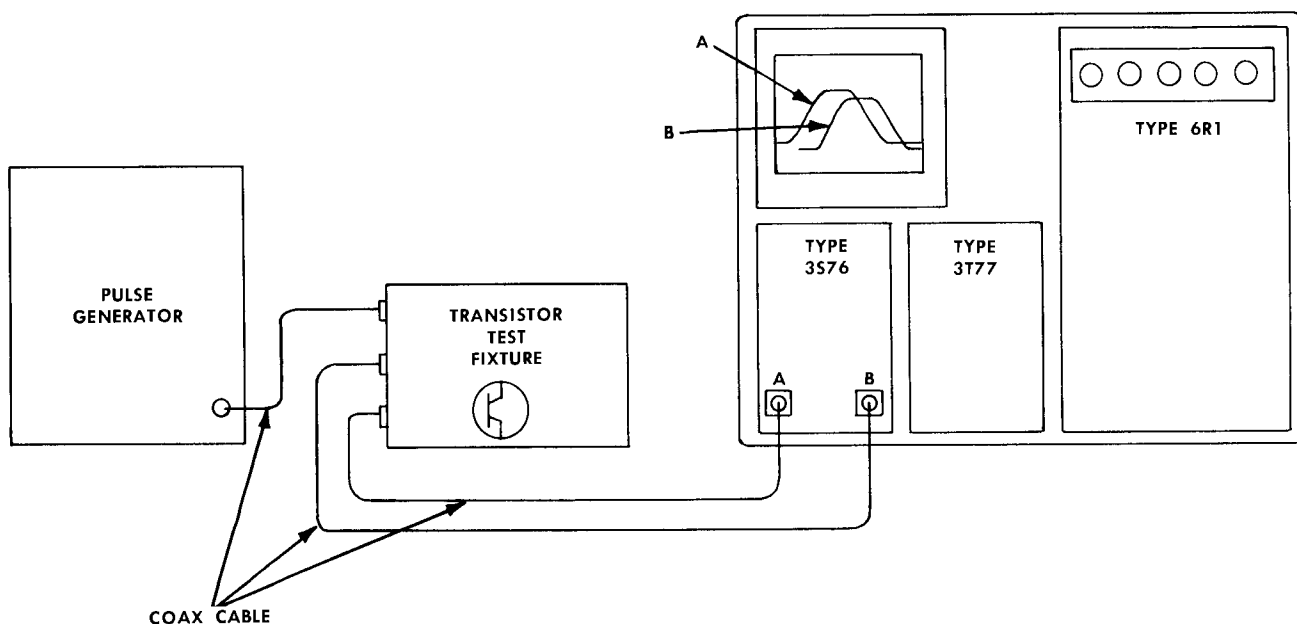 A
B
TYPE 6R1
PULSE
GENERATOR
TRANSISTOR
TEST
FIXTURE
TYPE
3S76
TYPE
3T77
A
B
COAX CABLE